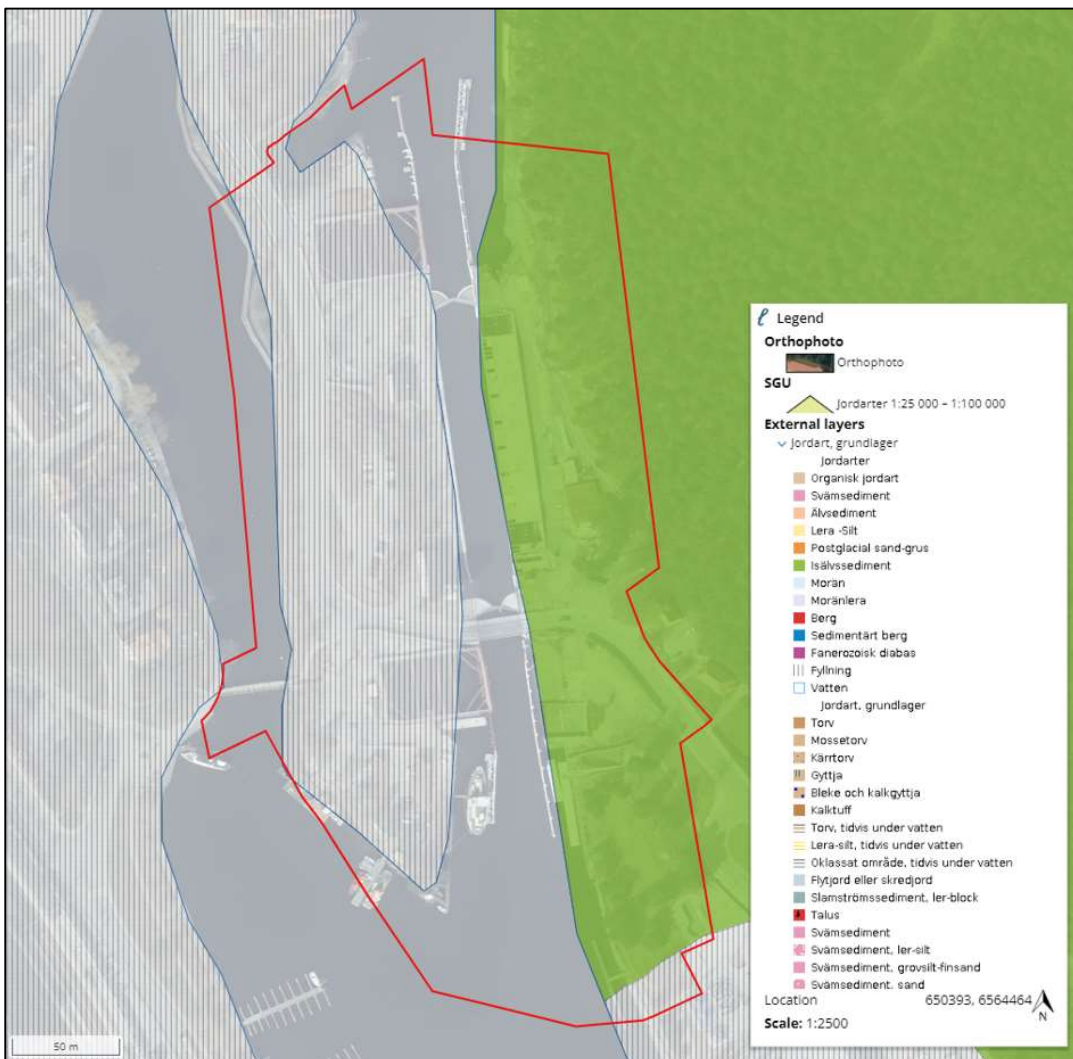 Legend
Orthophoto
Orthophoto
SGU
Jordarter 1:25 000 – 1:100 000
External layers
Jordart, grundlager
Jordarter
Organisk jordart
Svämsediment
Älvsediment
Lera -Silt
Postglacial sand-grus
Isälvssediment
Morän
Moränlera
Berg
Sedimentärt berg
Fanerozoisk diabas
Fyllning
Vatten
Jordart, grundlager
Torv
Mossetorv
Kärrtorv
Gyttja
Bleke och kalkgyttja
Kalktuff
Torv, tidvis under vatten
Lera-silt, tidvis under vatten
Oklassat område, tidvis under vatten
Flytjord eller skredjord
Slamströmssediment, ler-block
Talus
Svämsediment
Svämsediment, ler-silt
Svämsediment, grovsilt-finsand
Svämsediment, sand
Location 650393, 6564464
N
Scale: 1:2500
50 m